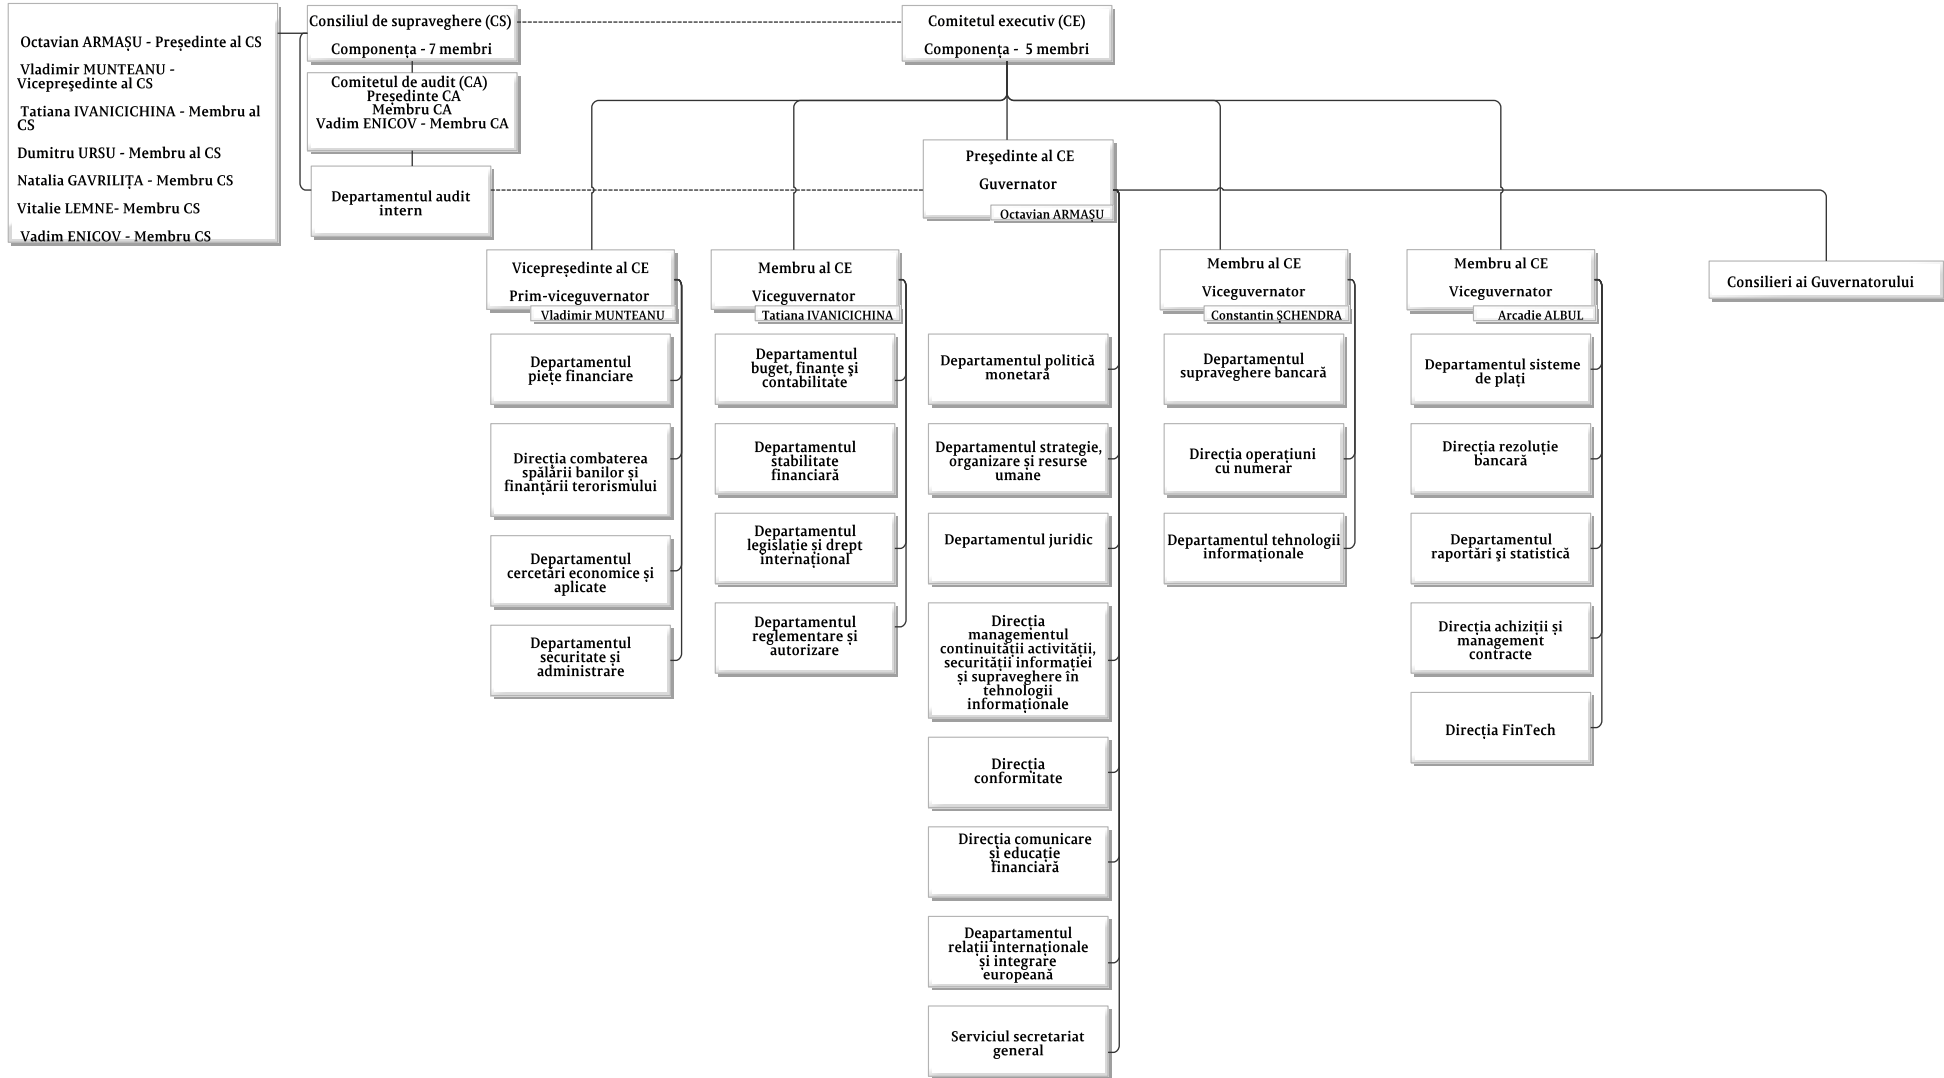 Octavian ARMAȘU - Președinte al CS
Vladimir MUNTEANU -
Vicepreşedinte al CS
Tatiana IVANICICHINA - Membru al
CS
Dumitru URSU - Membru al CS
Natalia GAVRILIȚA - Membru CS
Vitalie LEMNE- Membru CS
Vadim ENICOV - Membru CS
Consiliul de supraveghere (CS)
Componența - 7 membri
Comitetul de audit (CA)
Președinte CA
Membru CA
Vadim ENICOV - Membru CA
Departamentul audit
intern
Comitetul executiv (CE)
Componența -  5 membri
Preşedinte al CE
Guvernator
Octavian ARMAŞU
Vicepreședinte al CE
Prim-viceguvernator
Vladimir MUNTEANU
Departamentul
piețe financiare
Direcția combaterea
spălării banilor și
finanțării terorismului
Departamentul
cercetări economice și
aplicate
Departamentul
securitate și
administrare
Membru al CE
Viceguvernator
Tatiana IVANICICHINA
Departamentul
buget, finanțe şi
contabilitate
Departamentul
stabilitate
financiară
Departamentul
legislație și drept
internațional
Departamentul
reglementare și
autorizare
Departamentul politică
monetară
Departamentul strategie,
organizare și resurse
umane
Departamentul juridic
Direcția
managementul
continuității activității,
securității informației
și supraveghere în
tehnologii
informaționale
Direcția
conformitate
Direcția comunicare
și educație
financiară
Deapartamentul
relații internaționale
și integrare
europeană
Serviciul secretariat
general
Membru al CE
Viceguvernator
Constantin ȘCHENDRA
Departamentul
supraveghere bancară
Direcția operațiuni
cu numerar
Departamentul tehnologii
informaționale
Membru al CE
Viceguvernator
Arcadie ALBUL
Departamentul sisteme
de plați
Direcția rezoluție
bancară
Departamentul
raportări şi statistică
Direcția achiziții și
management
contracte
Direcția FinTech
Consilieri ai Guvernatorului